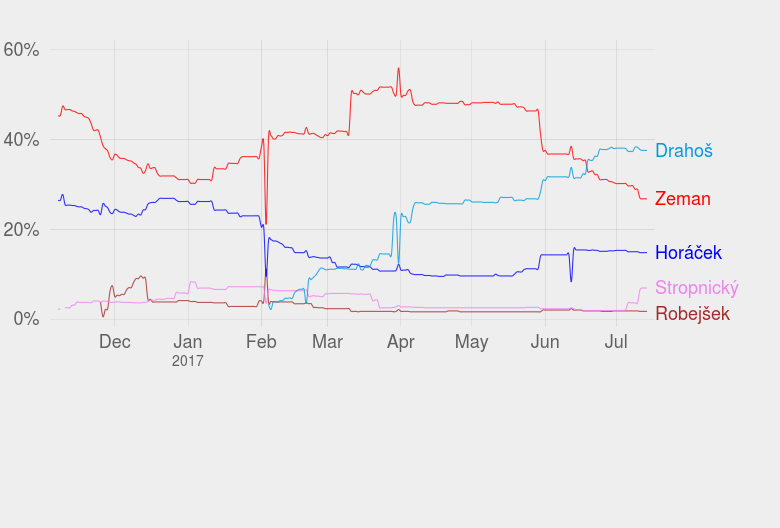 60%
40%
20%
0%
Drahoš
Zeman
Horáček
Stropnický
Robejšek
Dec Jan Feb Mar Apr May Jun Jul
2017